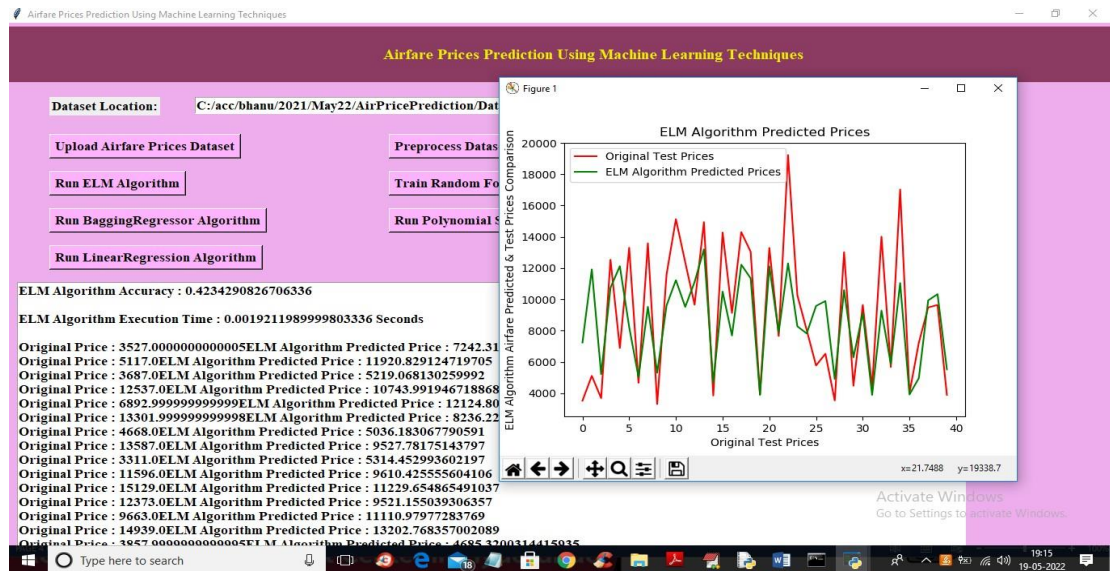 Airfare Prices Prediction Using Machine Learning Techniques
Airfare Prices Prediction Using Machine Learning Techniques
Dataset Location:
C:/acc/bhanu/2021/May22/AirPricePrediction/Dat
Upload Airfare Prices Dataset
Preprocess Datas
Run ELM Algorithm
Train Random Fo
Run BaggingRegressor Algorithm
Run Polynomial S
Run LinearRegression Algorithm
ELM Algorithm Accuracy : 0.4234290826706336
ELM Algorithm Execution Time : 0.0019211989999803336 Seconds
Original Price : 3527.0000000000005ELM Algorithm Predicted Price : 7242.31
Original Price : 5117.0ELM Algorithm Predicted Price : 11920.829124719705
Original Price : 3687.0ELM Algorithm Predicted Price : 5219.068130259992
Original Price : 12537.0ELM Algorithm Predicted Price : 10743.991946718868
Original Price : 6892.999999999999ELM Algorithm Predicted Price : 12124.80
Original Price : 13301.999999999998ELM Algorithm Predicted Price : 8236.22
Original Price : 4668.0ELM Algorithm Predicted Price : 5036.183067790591
Original Price : 13587.0ELM Algorithm Predicted Price : 9527.78175143797
Original Price : 3311.0ELM Algorithm Predicted Price : 5314.452993602197
Original Price : 11596.0ELM Algorithm Predicted Price : 9610.425555604106
Original Price : 15129.0ELM Algorithm Predicted Price : 11229.654865491037
Original Price : 12373.0ELM Algorithm Predicted Price : 9521.155039306357
Original Price : 9663.0ELM Algorithm Predicted Price : 11110.97977283769
Original Price : 14939.0ELM Algorithm Predicted Price : 13202.768357002089
Original Price : 3857.9999999999995ELM Algorithm Predicted Price : 4685.3200314415935
Figure 1
ELM Algorithm Predicted Prices
Original Test Prices
ELM Algorithm Predicted Prices
ELM Algorithm Airfare Predicted & Test Prices Comparison
20000
18000
16000
14000
12000
10000
8000
6000
4000
0 5 10 15 20 25 30 35 40
Original Test Prices
x=21.7488 y=19338.7
Activate Windows
Go to Settings to activate Windows.
Type here to search
18
19:15
19-05-2022